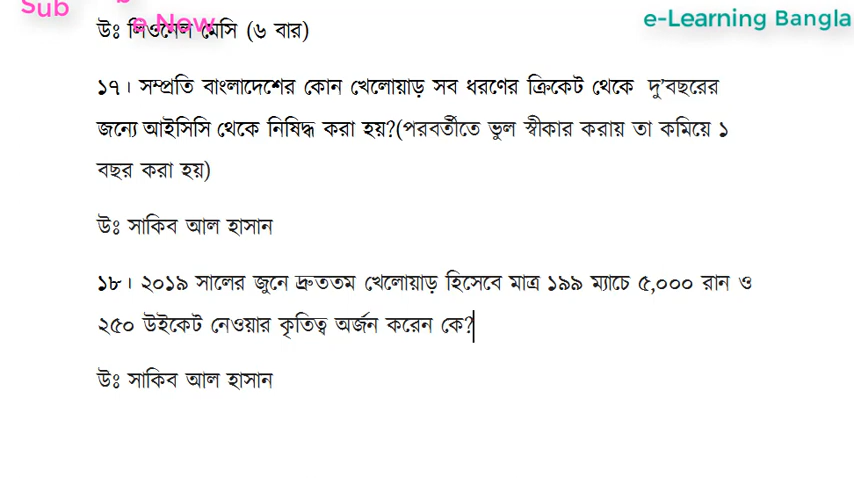 Sub
e Now
e-Learning Bangla
উঃ লিওনেল মেসি (৬ বার)
১৭। সম্প্রতি বাংলাদেশের কোন খেলোয়াড় সব ধরণের ক্রিকেট থেকে দু’বছরের
জন্যে আইসিসি থেকে নিষিদ্ধ করা হয়?(পরবর্তীতে ভুল স্বীকার করায় তা কমিয়ে ১
বছর করা হয়)
উঃ সাকিব আল হাসান
১৮। ২০১৯ সালের জুনে দ্রুততম খেলোয়াড় হিসেবে মাত্র ১৯৯ ম্যাচে ৫,০০০ রান ও
২৫০ উইকেট নেওয়ার কৃতিত্ব অর্জন করেন কে?
উঃ সাকিব আল হাসান